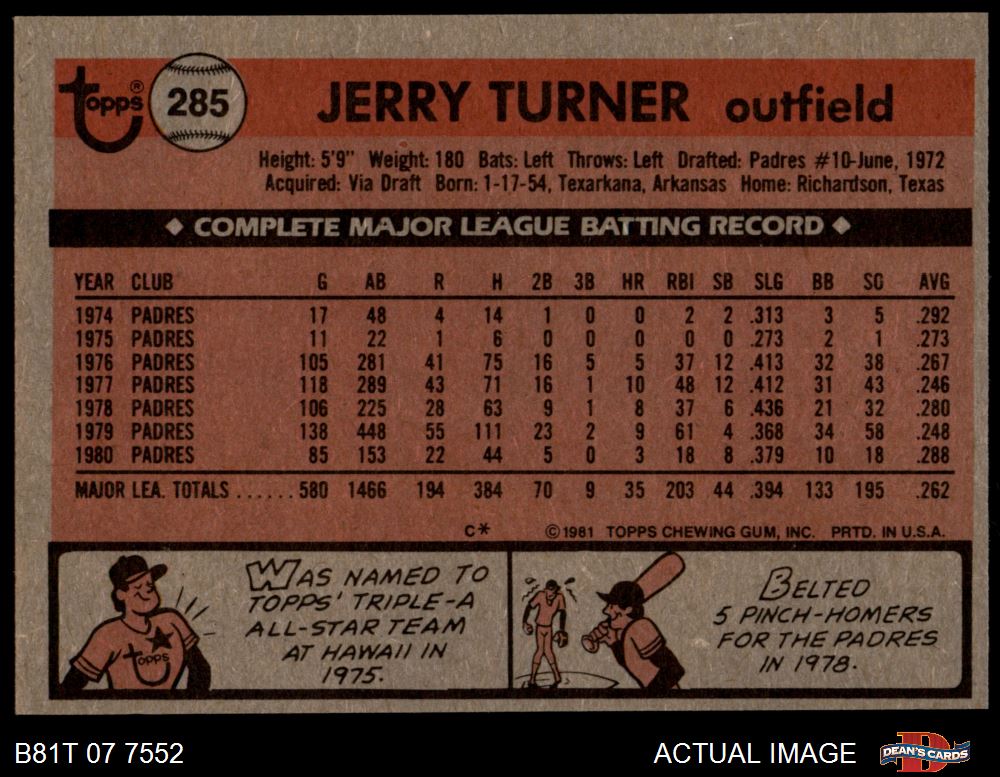 topps ® 285 JERRY TURNER outfield
Height: 5'9" Weight: 180 Bats: Left Throws: Left Drafted: Padres #10-June, 1972
Acquired: Via Draft Born: 1-17-54, Texarkana, Arkansas Home: Richardson, Texas
◆ COMPLETE MAJOR LEAGUE BATTING RECORD ◆
YEAR CLUB G AB R H 2B 3B HR RBI SB SLG BB SO AVG
1974 PADRES 17 48 4 14 1 0 0 2 2 .313 3 5 .292
1975 PADRES 11 22 1 6 0 0 0 0 0 .273 2 1 .273
1976 PADRES 105 281 41 75 16 5 5 37 12 .413 32 38 .267
1977 PADRES 118 289 43 71 16 1 10 48 12 .412 31 43 .246
1978 PADRES 106 225 28 63 9 1 8 37 6 .436 21 32 .280
1979 PADRES 138 448 55 111 23 2 9 61 4 .368 34 58 .248
1980 PADRES 85 153 22 44 5 0 3 18 8 .379 10 18 .288
MAJOR LEA. TOTALS ...... 580 1466 194 384 70 9 35 203 44 .394 133 195 .262
C* © 1981 TOPPS CHEWING GUM, INC. PRTD. IN U.S.A.
topps
WAS NAMED TO
TOPPS' TRIPLE-A
ALL-STAR TEAM
AT HAWAII IN
1975.
BELTED
5 PINCH-HOMERS
FOR THE PADRES
IN 1978.
B81T 07 7552 ACTUAL IMAGE DEAN'S CARDS